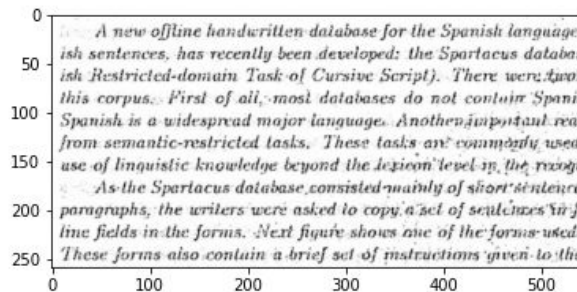 0
A new offline handwritten database for the Spanish language
ish sentences, has recently been developed: the Spartacus databa
ish Restricted-domain Task of Cursive Script). There were two
50
this corpus. First of all, most databases do not contain Spani
100
Spanish is a widespread major language. Another important rea
from semantic-restricted tasks. These tasks are commonly used
150
use of linguistic knowledge beyond the lexicon level in the recog
As the Spartacus database consisted mainly of short sentence
200
paragraphs, the writers were asked to copy a set of sentences in f
line fields in the forms. Next figure shows one of the forms used
250
These forms also contain a brief set of instructions given to the
0 100 200 300 400 500